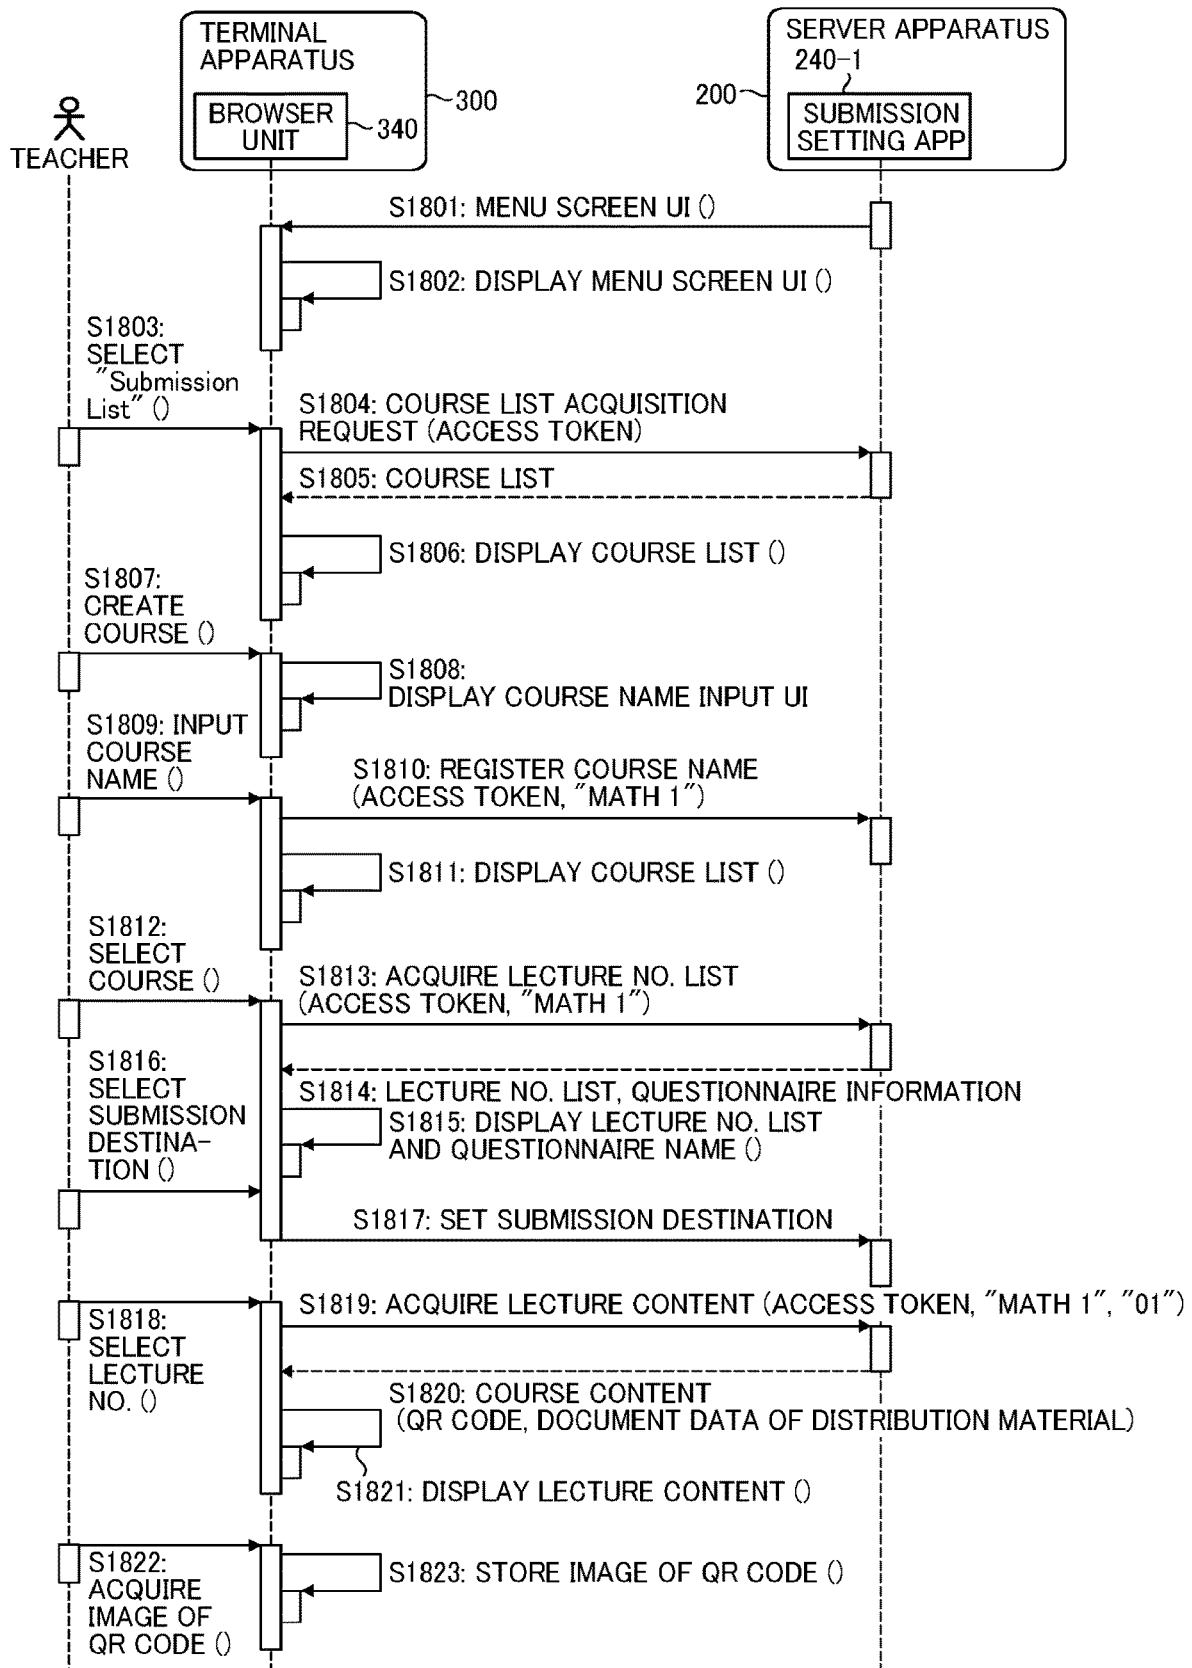 TERMINAL
APPARATUS
300
BROWSER
UNIT
340
SERVER APPARATUS
240-1
200
SUBMISSION
SETTING APP
TEACHER
S1801: MENU SCREEN UI ()
S1802: DISPLAY MENU SCREEN UI ()
S1803:
SELECT
"Submission
List" ()
S1804: COURSE LIST ACQUISITION
REQUEST (ACCESS TOKEN)
S1805: COURSE LIST
S1806: DISPLAY COURSE LIST ()
S1807:
CREATE
COURSE ()
S1808:
DISPLAY COURSE NAME INPUT UI
S1809: INPUT
COURSE
NAME ()
S1810: REGISTER COURSE NAME
(ACCESS TOKEN, "MATH 1")
S1811: DISPLAY COURSE LIST ()
S1812:
SELECT
COURSE ()
S1813: ACQUIRE LECTURE NO. LIST
(ACCESS TOKEN, "MATH 1")
S1814: LECTURE NO. LIST, QUESTIONNAIRE INFORMATION
S1815: DISPLAY LECTURE NO. LIST
AND QUESTIONNAIRE NAME ()
S1816:
SELECT
SUBMISSION
DESTINA-
TION ()
S1817: SET SUBMISSION DESTINATION
S1818:
SELECT
LECTURE
NO. ()
S1819: ACQUIRE LECTURE CONTENT (ACCESS TOKEN, "MATH 1", "01")
S1820: COURSE CONTENT
(QR CODE, DOCUMENT DATA OF DISTRIBUTION MATERIAL)
S1821: DISPLAY LECTURE CONTENT ()
S1822:
ACQUIRE
IMAGE OF
QR CODE ()
S1823: STORE IMAGE OF QR CODE ()